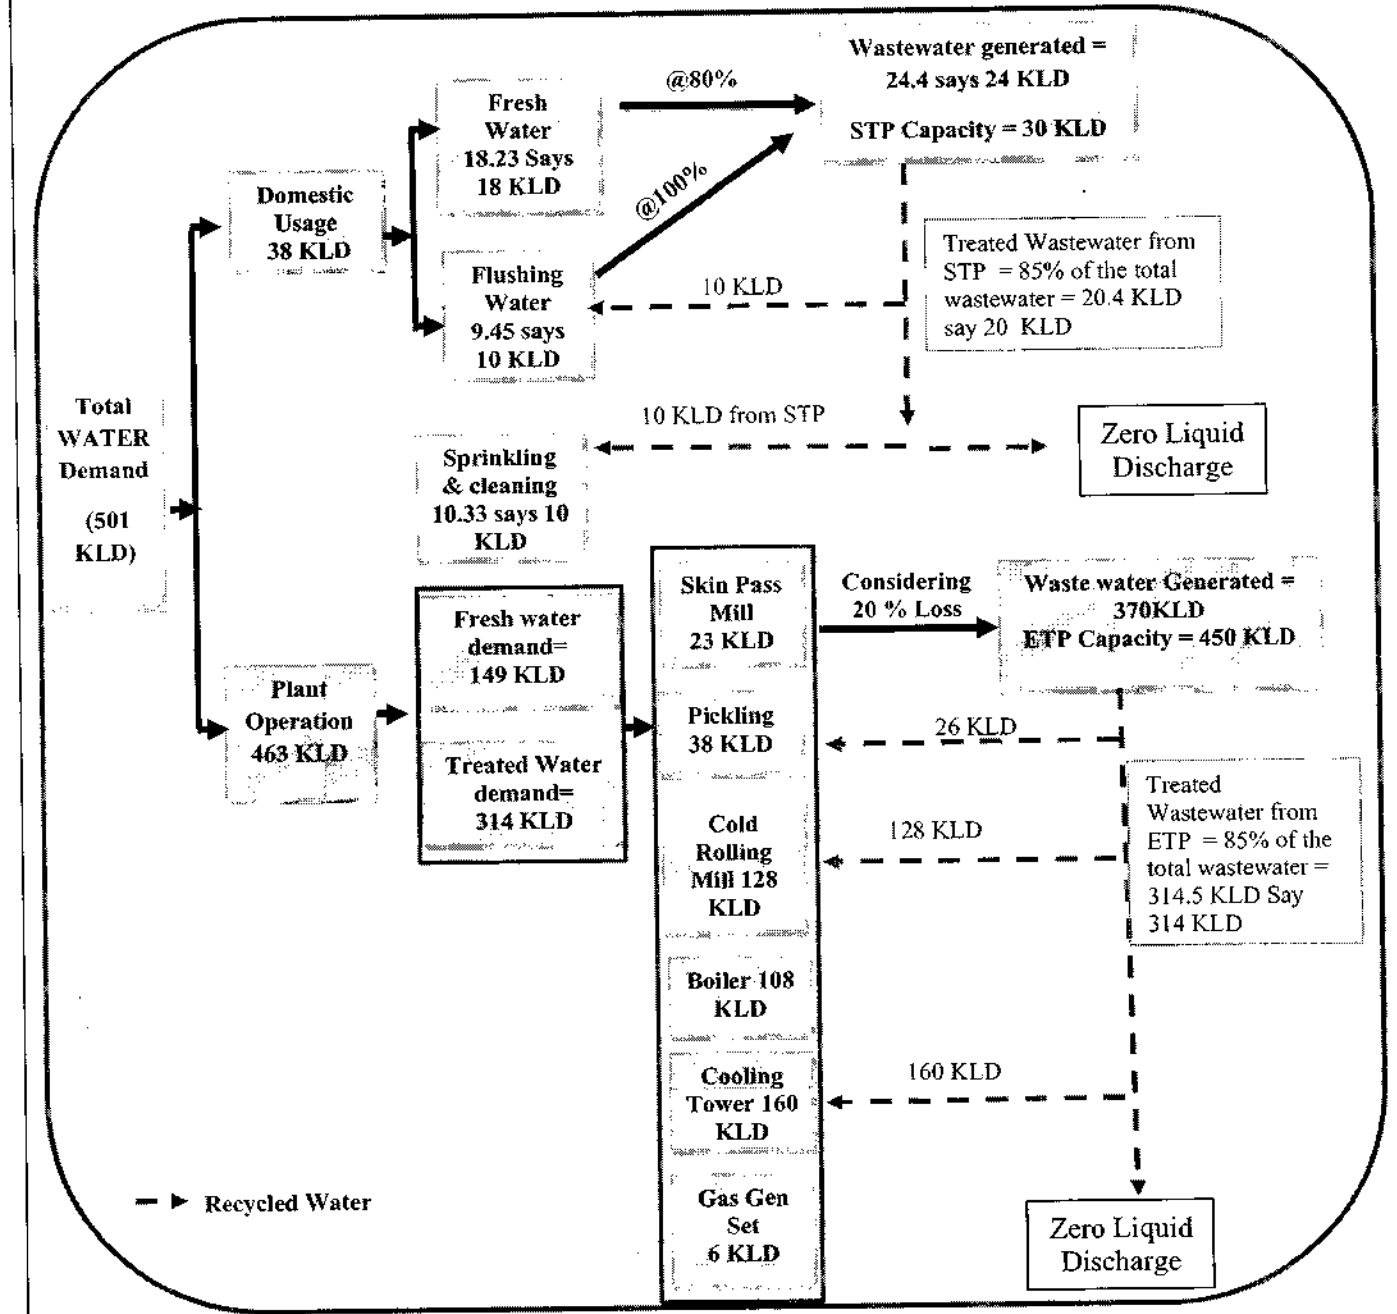 Total
WATER
Demand
(501
KLD)
Domestic
Usage
38 KLD
Fresh
Water
18.23 Says
18 KLD
Flushing
Water
9.45 says
10 KLD
@80%
@100%
Wastewater generated =
24.4 says 24 KLD
STP Capacity = 30 KLD
Treated Wastewater from
STP = 85% of the total
wastewater = 20.4 KLD
say 20 KLD
10 KLD
10 KLD from STP
Sprinkling
& cleaning
10.33 says 10
KLD
Zero Liquid
Discharge
Plant
Operation
463 KLD
Fresh water
demand=
149 KLD
Treated Water
demand=
314 KLD
Skin Pass
Mill
23 KLD
Pickling
38 KLD
Cold
Rolling
Mill 128
KLD
Boiler 108
KLD
Cooling
Tower 160
KLD
Gas Gen
Set
6 KLD
Considering
20 % Loss
Waste water Generated =
370KLD
ETP Capacity = 450 KLD
26 KLD
128 KLD
160 KLD
Treated
Wastewater from
ETP = 85% of the
total wastewater =
314.5 KLD Say
314 KLD
Zero Liquid
Discharge
Recycled Water